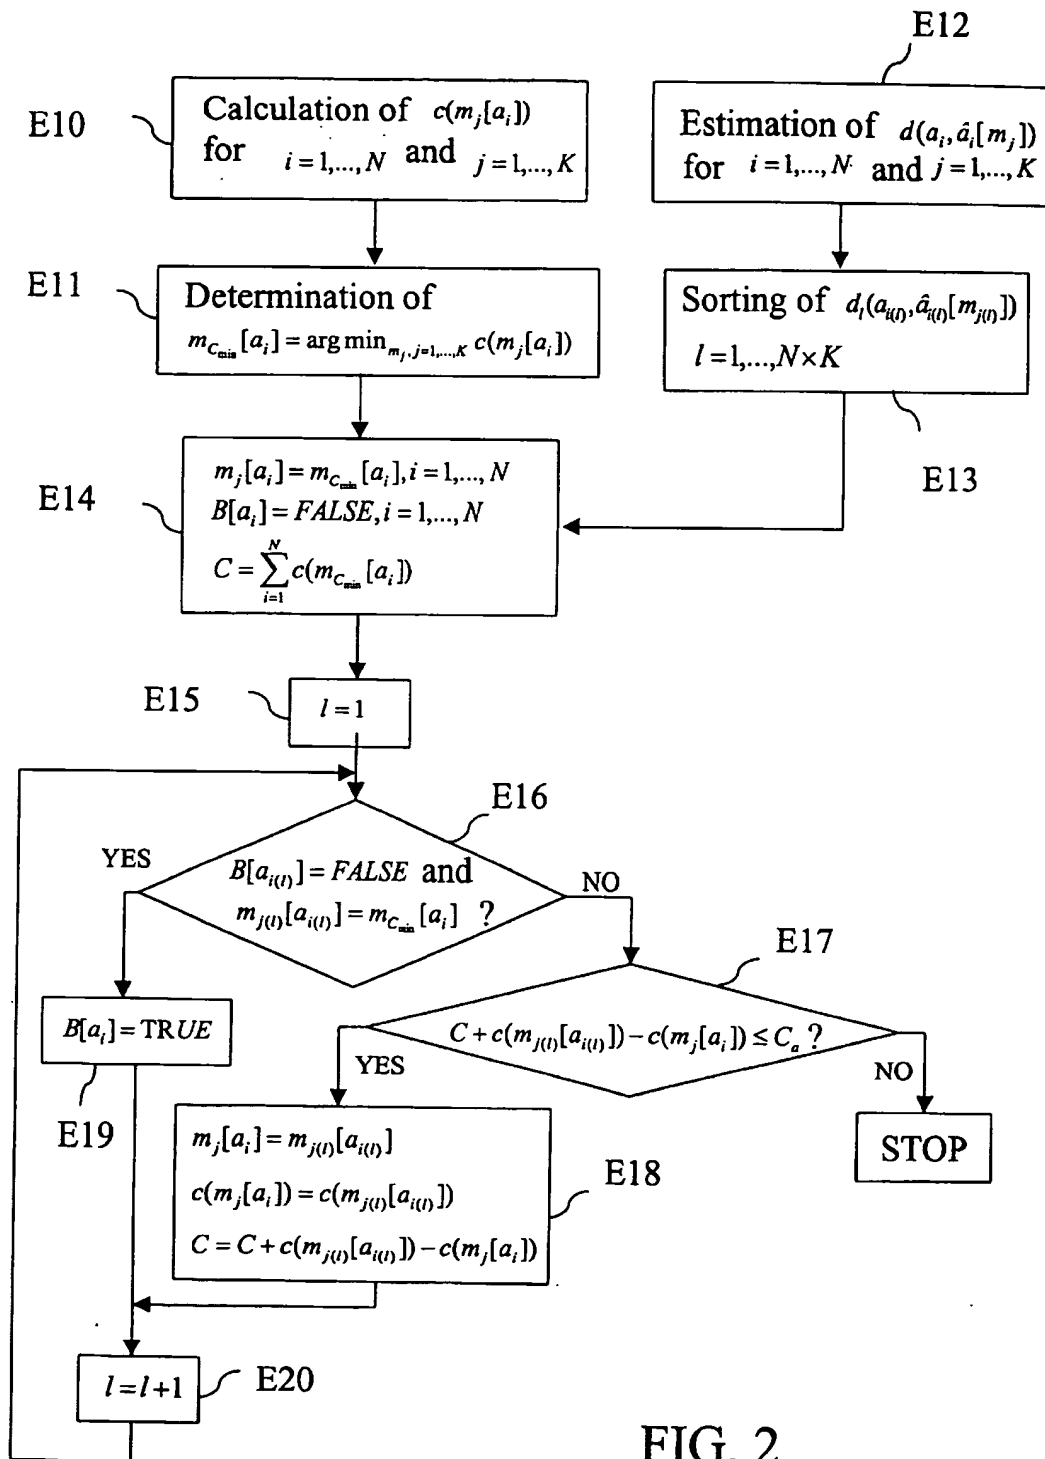 E12
E10
Calculation of c(m_j[a_i])
for i = 1,..., N and j = 1,..., K
Estimation of d(a_i, â_i[m_j])
for i = 1,..., N and j = 1,..., K
E11
Determination of
m_{C_min}[a_i] = arg min_{m_j, j=1,...,K} c(m_j[a_i])
Sorting of d_l(a_{i(l)}, â_{i(l)}[m_{j(l)}])
l = 1,..., N × K
E13
E14
m_j[a_i] = m_{C_min}[a_i], i = 1,..., N
B[a_i] = FALSE, i = 1,..., N
C = ∑_{i=1}^{N} c(m_{C_min}[a_i])
E15
l = 1
E16
YES
B[a_{i(l)}] = FALSE and
m_{j(l)}[a_{i(l)}] = m_{C_min}[a_i] ?
NO
E17
B[a_i] = TRUE
C + c(m_{j(l)}[a_{i(l)}]) − c(m_j[a_i]) ≤ C_a ?
YES
NO
E19
STOP
m_j[a_i] = m_{j(l)}[a_{i(l)}]
c(m_j[a_i]) = c(m_{j(l)}[a_{i(l)}])
C = C + c(m_{j(l)}[a_{i(l)}]) − c(m_j[a_i])
E18
l = l + 1
E20
FIG. 2